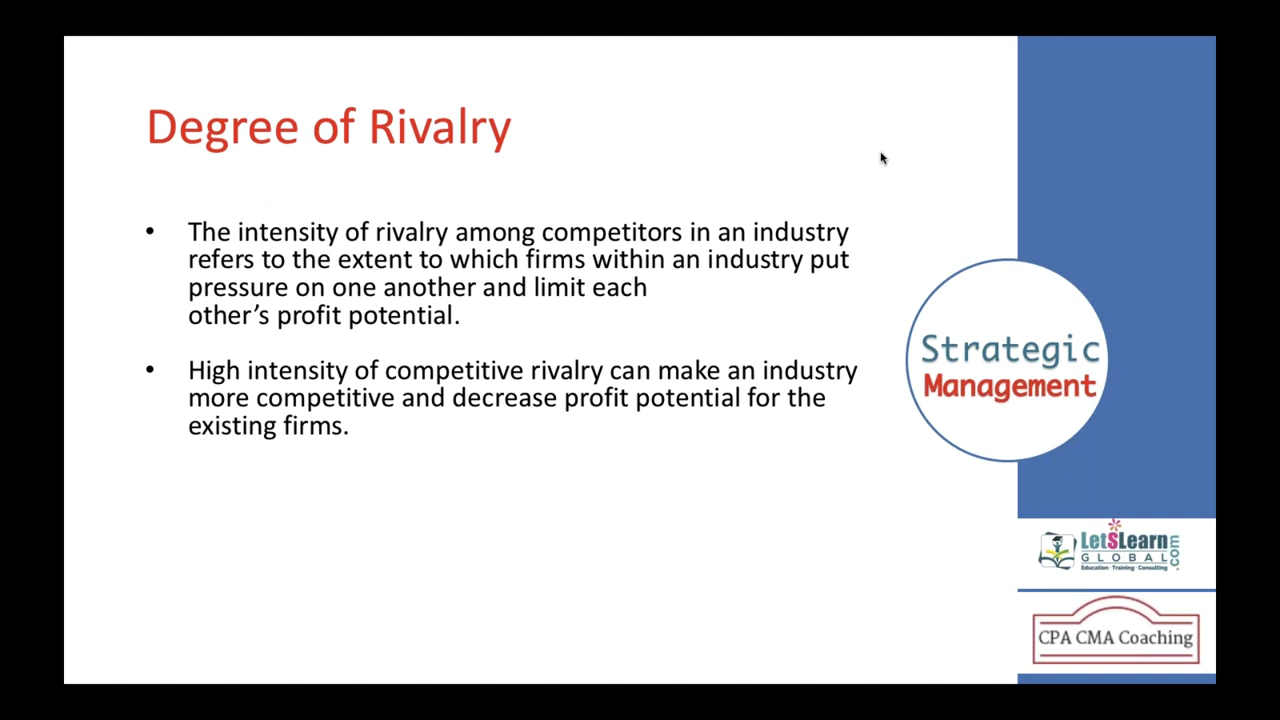 Degree of Rivalry
• The intensity of rivalry among competitors in an industry
refers to the extent to which firms within an industry put
pressure on one another and limit each
other’s profit potential.
• High intensity of competitive rivalry can make an industry
more competitive and decrease profit potential for the
existing firms.
Strategic
Management
LetSLearn
GLOBAL
.com
Education · Training · Consulting
CPA CMA Coaching